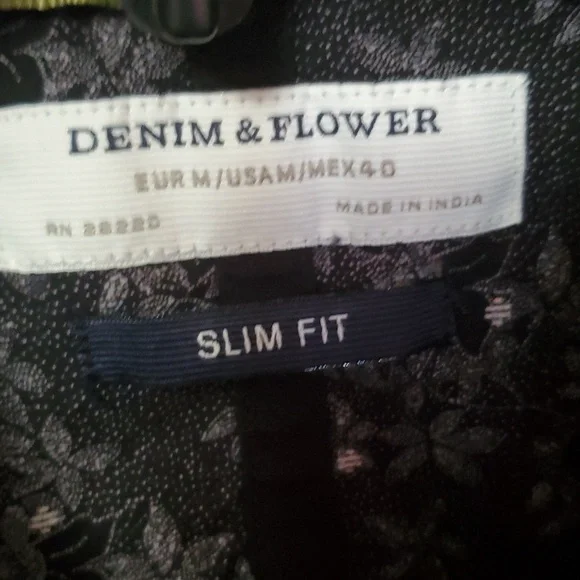 DENIM & FLOWER
EUR M/USA M/MEX 40
MADE IN INDIA
RN 28220
SLIM FIT